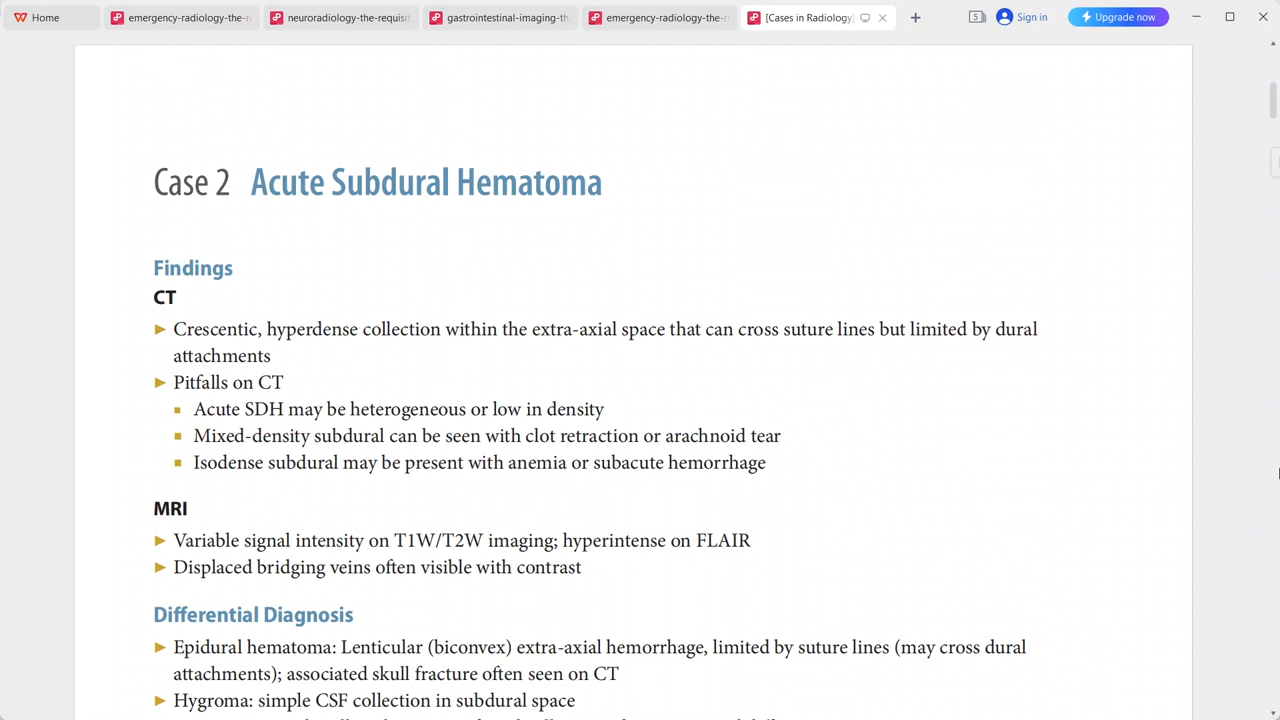 Home
emergency-radiology-the-r
neuroradiology-the-requisit
gastrointestinal-imaging-th
emergency-radiology-the-r
[Cases in Radiology]
5
Sign in
Upgrade now
Case 2 Acute Subdural Hematoma
Findings
CT
► Crescentic, hyperdense collection within the extra-axial space that can cross suture lines but limited by dural
attachments
► Pitfalls on CT
▪ Acute SDH may be heterogeneous or low in density
▪ Mixed-density subdural can be seen with clot retraction or arachnoid tear
▪ Isodense subdural may be present with anemia or subacute hemorrhage
MRI
► Variable signal intensity on T1W/T2W imaging; hyperintense on FLAIR
► Displaced bridging veins often visible with contrast
Differential Diagnosis
► Epidural hematoma: Lenticular (biconvex) extra-axial hemorrhage, limited by suture lines (may cross dural
attachments); associated skull fracture often seen on CT
► Hygroma: simple CSF collection in subdural space